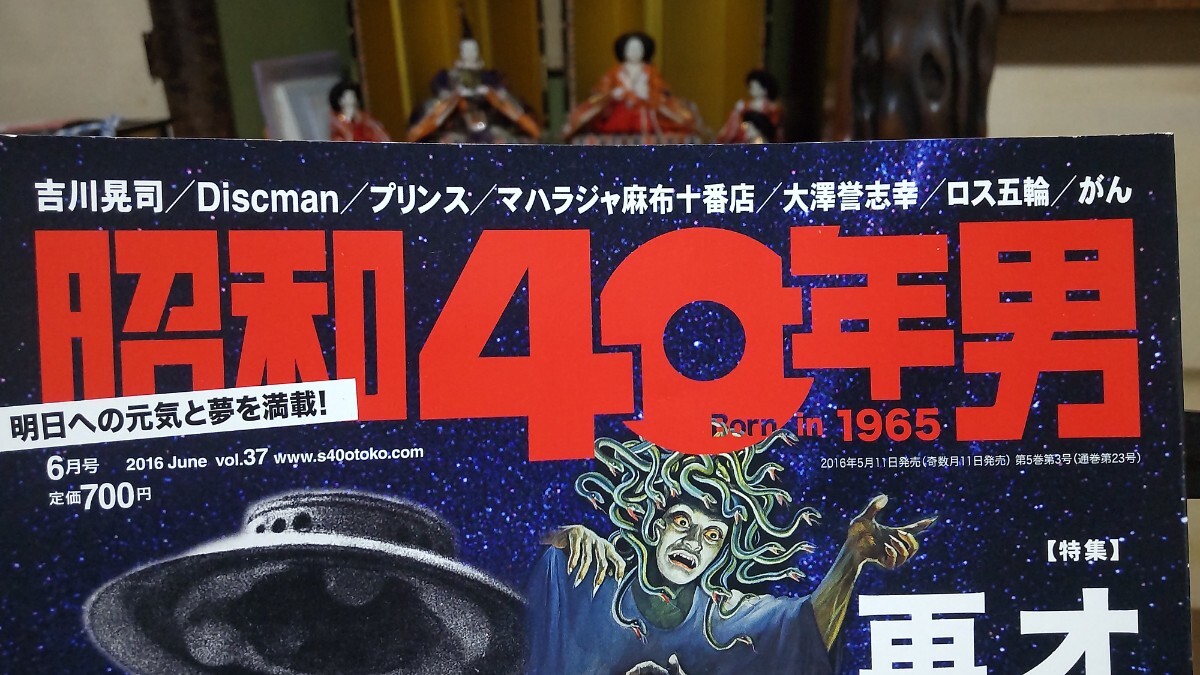 吉川晃司／Discman／プリンス／マハラジャ麻布十番店／大澤誉志幸／ロス五輪／がん
昭和40年男
Born in 1965
明日への元気と夢を満載!
6月号 2016 June vol.37 www.s40otoko.com
定価700円
2016年5月11日発売(奇数月11日発売) 第5巻第3号(通巻第23号)
【特集】
再オ